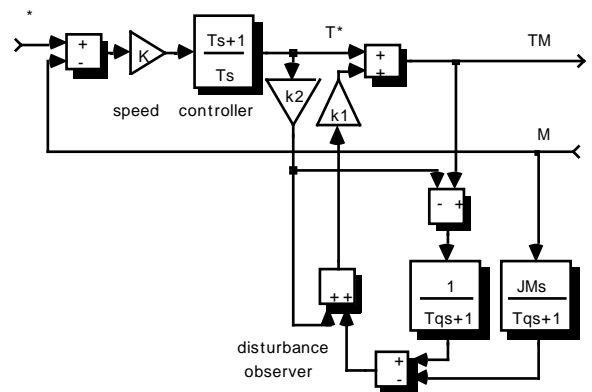 *
+
-
K
Ts+1
Ts
T*
+
+
TM
k2
k1
speed controller
M
- +
1
Tqs+1
JMs
Tqs+1
++
disturbance
observer
+
-